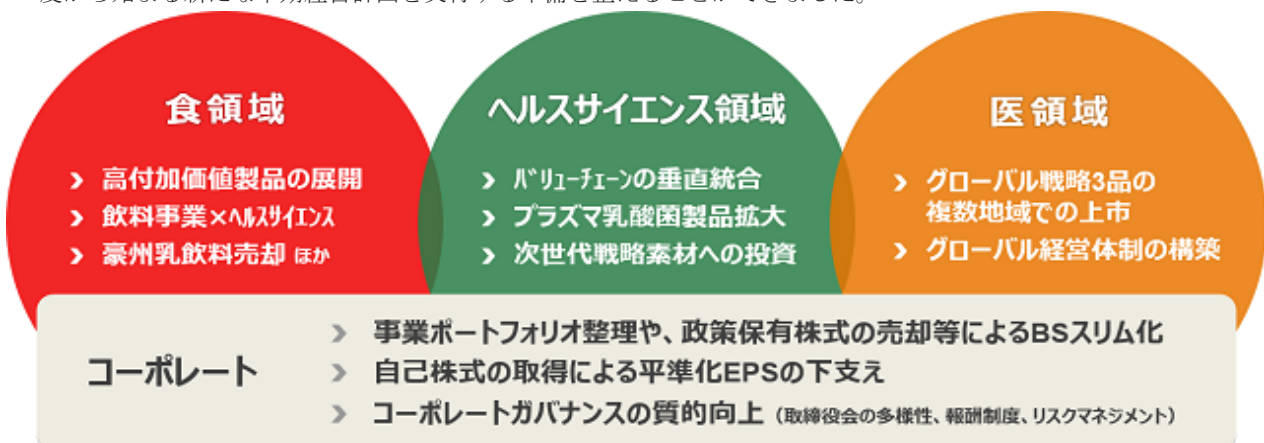 食領域
› 高付加価値製品の展開
› 飲料事業×ﾍﾙｽｻｲｴﾝｽ
› 豪州乳飲料売却 ほか
ヘルスサイエンス領域
› ﾊﾞﾘｭｰﾁｪｰﾝの垂直統合
› プラズマ乳酸菌製品拡大
› 次世代戦略素材への投資
医領域
› グローバル戦略3品の
複数地域での上市
› グローバル経営体制の構築
コーポレート
› 事業ポートフォリオ整理や、政策保有株式の売却等によるBSスリム化
› 自己株式の取得による平準化EPSの下支え
› コーポレートガバナンスの質的向上（取締役会の多様性、報酬制度、リスクマネジメント）